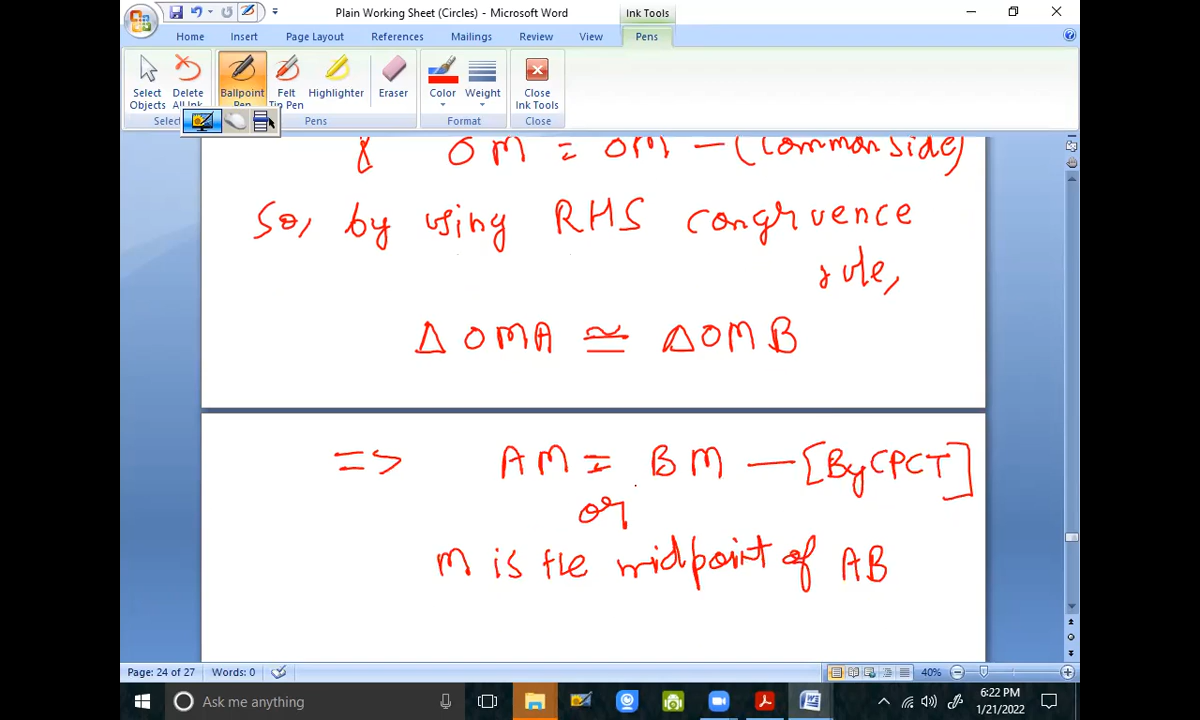 Plain Working Sheet (Circles) - Microsoft Word
Ink Tools
Home Insert Page Layout References Mailings Review View Pens
Select Objects
Delete All Ink
Ballpoint Pen
Felt Tip Pen
Highlighter
Eraser
Color
Weight
Close Ink Tools
Select Pens Format Close
& OM = OM — (Common side)
So, by using RHS congruence
rule,
Δ OMA ≅ Δ OMB
=> AM = BM — [By CPCT]
or
M is the midpoint of AB
Page: 24 of 27 Words: 0 40%
Ask me anything
6:22 PM
1/21/2022